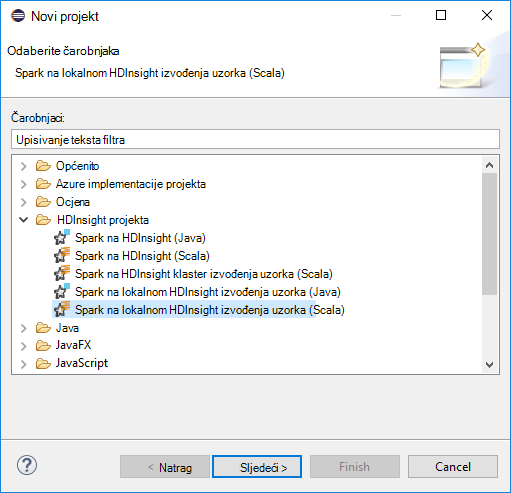 Novi projekt
Odaberite čarobnjaka
Spark na lokalnom HDInsight izvođenja uzorka (Scala)
Čarobnjaci:
Upisivanje teksta filtra
Općenito
Azure implementacije projekta
Ocjena
HDInsight projekta
Spark na HDInsight (Java)
Spark na HDInsight (Scala)
Spark na HDInsight klaster izvođenja uzorka (Scala)
Spark na lokalnom HDInsight izvođenja uzorka (Java)
Spark na lokalnom HDInsight izvođenja uzorka (Scala)
Java
JavaFX
JavaScript
? < Natrag Sljedeći > Finish Cancel